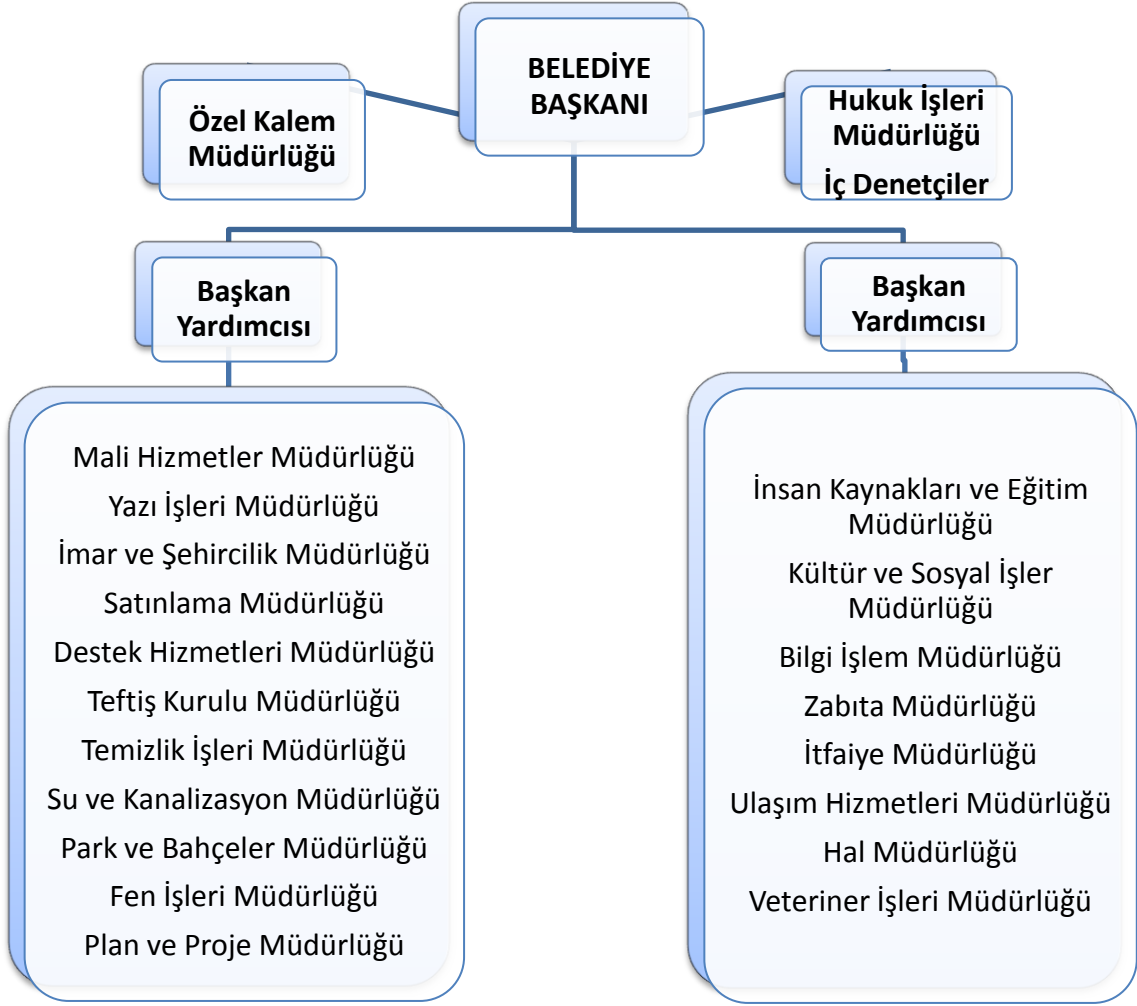 BELEDİYE
BAŞKANI
Özel Kalem
Müdürlüğü
Hukuk İşleri
Müdürlüğü
İç Denetçiler
Başkan
Yardımcısı
Başkan
Yardımcısı
Mali Hizmetler Müdürlüğü
Yazı İşleri Müdürlüğü
İmar ve Şehircilik Müdürlüğü
Satınlama Müdürlüğü
Destek Hizmetleri Müdürlüğü
Teftiş Kurulu Müdürlüğü
Temizlik İşleri Müdürlüğü
Su ve Kanalizasyon Müdürlüğü
Park ve Bahçeler Müdürlüğü
Fen İşleri Müdürlüğü
Plan ve Proje Müdürlüğü
İnsan Kaynakları ve Eğitim
Müdürlüğü
Kültür ve Sosyal İşler
Müdürlüğü
Bilgi İşlem Müdürlüğü
Zabıta Müdürlüğü
İtfaiye Müdürlüğü
Ulaşım Hizmetleri Müdürlüğü
Hal Müdürlüğü
Veteriner İşleri Müdürlüğü